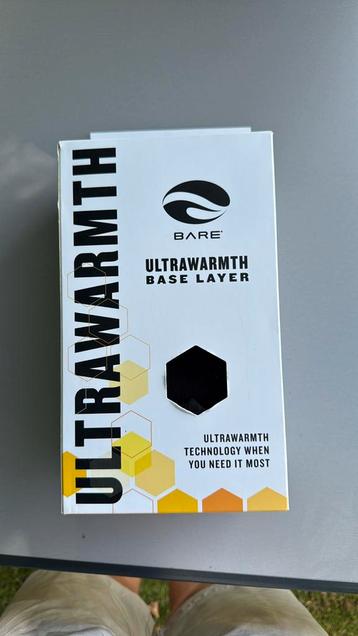 ULTRAWARMTH
BARE®
ULTRAWARMTH
BASE LAYER
ULTRAWARMTH
TECHNOLOGY WHEN
YOU NEED IT MOST